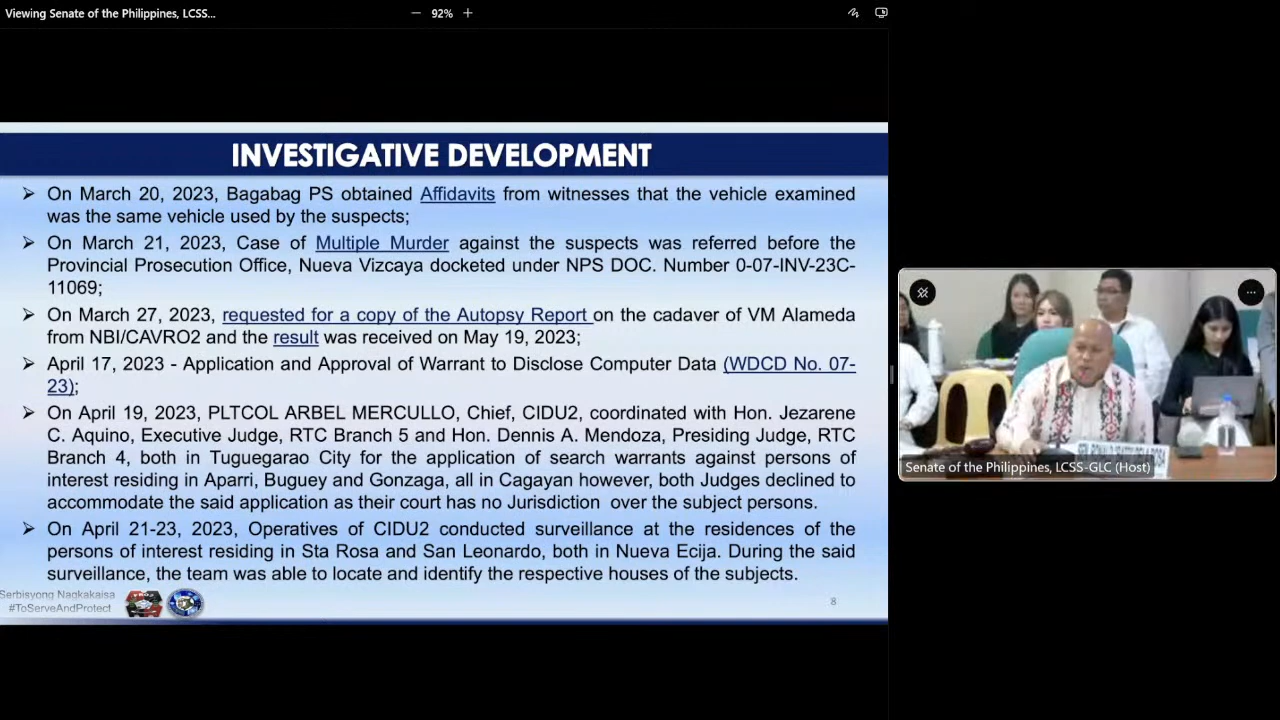 Viewing Senate of the Philippines, LCSS...
92%
INVESTIGATIVE DEVELOPMENT
➢ On March 20, 2023, Bagabag PS obtained Affidavits from witnesses that the vehicle examined
was the same vehicle used by the suspects;
➢ On March 21, 2023, Case of Multiple Murder against the suspects was referred before the
Provincial Prosecution Office, Nueva Vizcaya docketed under NPS DOC. Number 0-07-INV-23C-
11069;
➢ On March 27, 2023, requested for a copy of the Autopsy Report on the cadaver of VM Alameda
from NBI/CAVRO2 and the result was received on May 19, 2023;
➢ April 17, 2023 - Application and Approval of Warrant to Disclose Computer Data (WDCD No. 07-
23);
➢ On April 19, 2023, PLTCOL ARBEL MERCULLO, Chief, CIDU2, coordinated with Hon. Jezarene
C. Aquino, Executive Judge, RTC Branch 5 and Hon. Dennis A. Mendoza, Presiding Judge, RTC
Branch 4, both in Tuguegarao City for the application of search warrants against persons of
interest residing in Aparri, Buguey and Gonzaga, all in Cagayan however, both Judges declined to
accommodate the said application as their court has no Jurisdiction over the subject persons.
➢ On April 21-23, 2023, Operatives of CIDU2 conducted surveillance at the residences of the
persons of interest residing in Sta Rosa and San Leonardo, both in Nueva Ecija. During the said
surveillance, the team was able to locate and identify the respective houses of the subjects.
Serbisyong Nagkakaisa
#ToServeAndProtect
8
Senate of the Philippines, LCSS-GLC (Host)